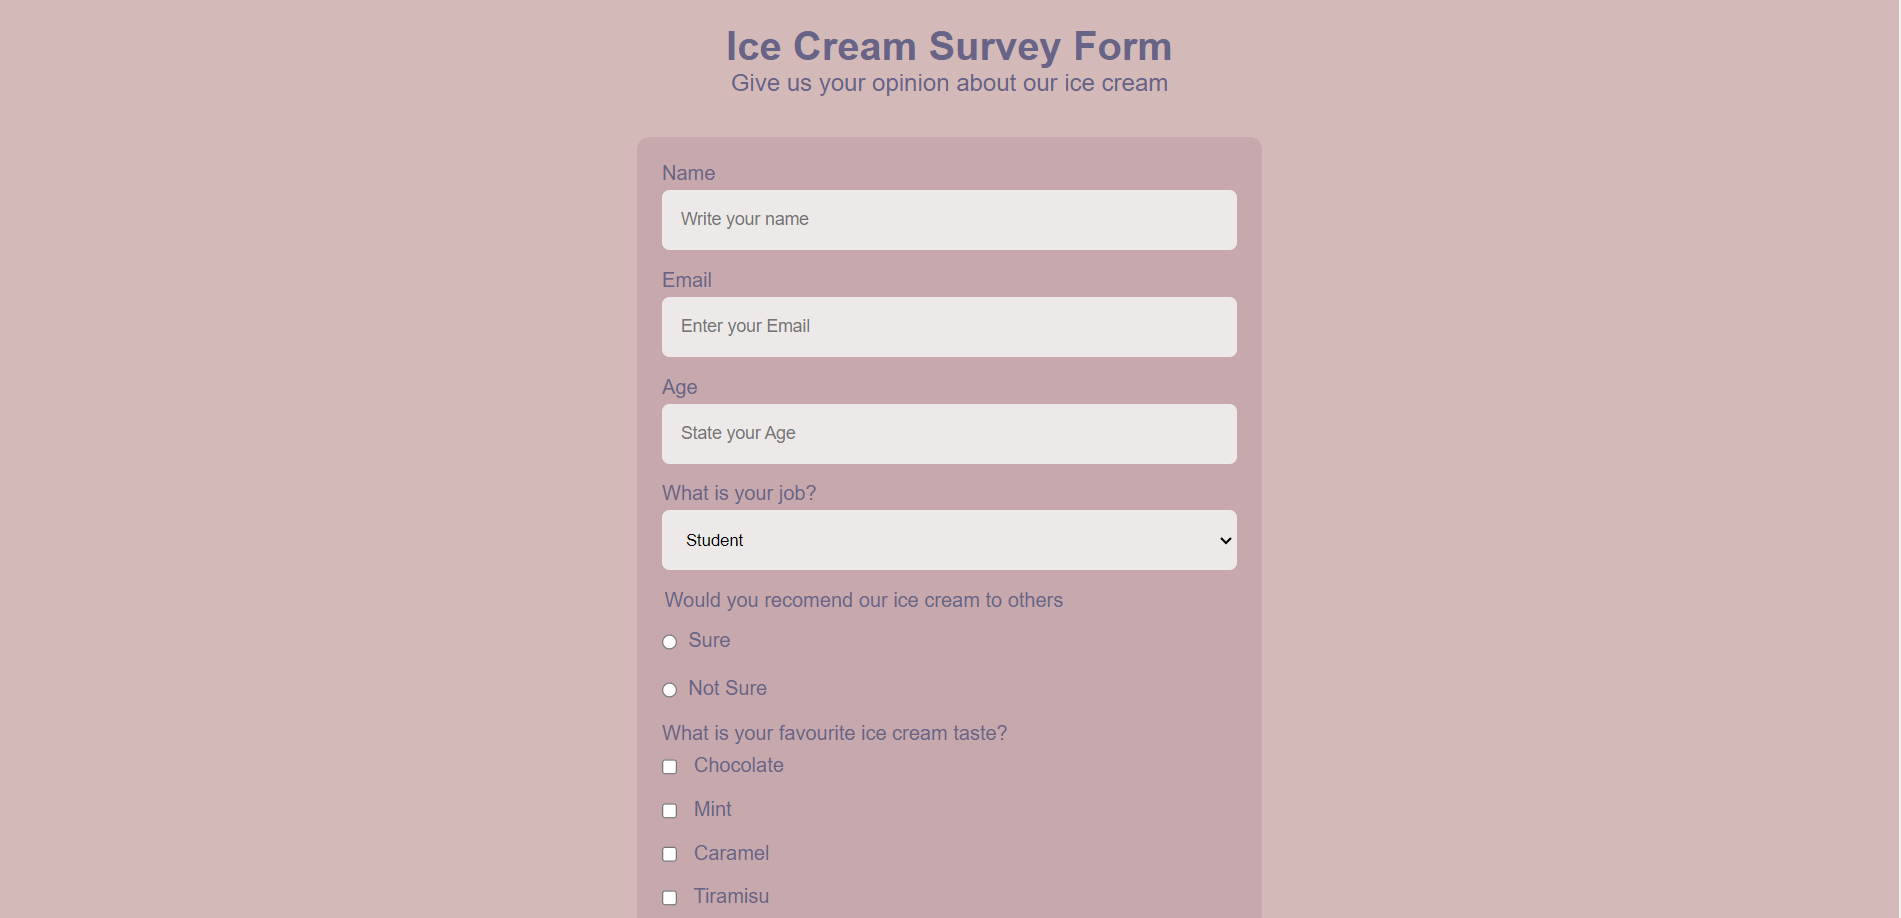 Ice Cream Survey Form
Give us your opinion about our ice cream
Name
Write your name
Email
Enter your Email
Age
State your Age
What is your job?
Student
Would you recomend our ice cream to others
Sure
Not Sure
What is your favourite ice cream taste?
Chocolate
Mint
Caramel
Tiramisu